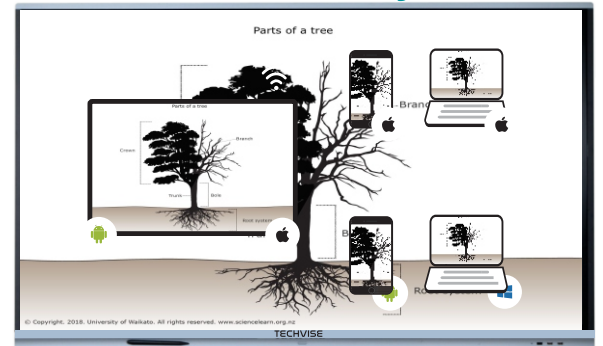 Parts of a tree
Parts of a tree
Branch
Crown
Trunk
Bole
Root system
© Copyright. 2018. University of Waikato. All rights reserved. www.sciencelearn.org.nz
TECHVISE